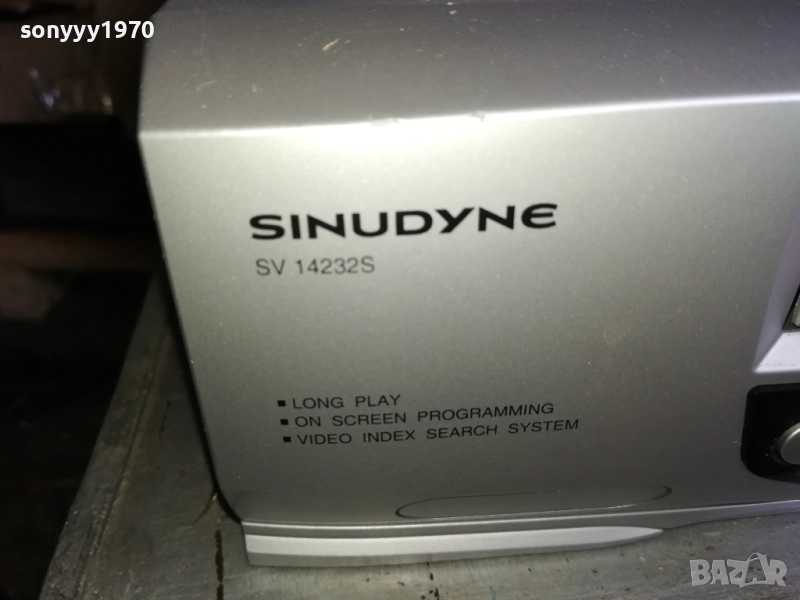 sonyyy1970
SINUDYNE
SV 14232S
▪ LONG PLAY
▪ ON SCREEN PROGRAMMING
▪ VIDEO INDEX SEARCH SYSTEM
BAZAR